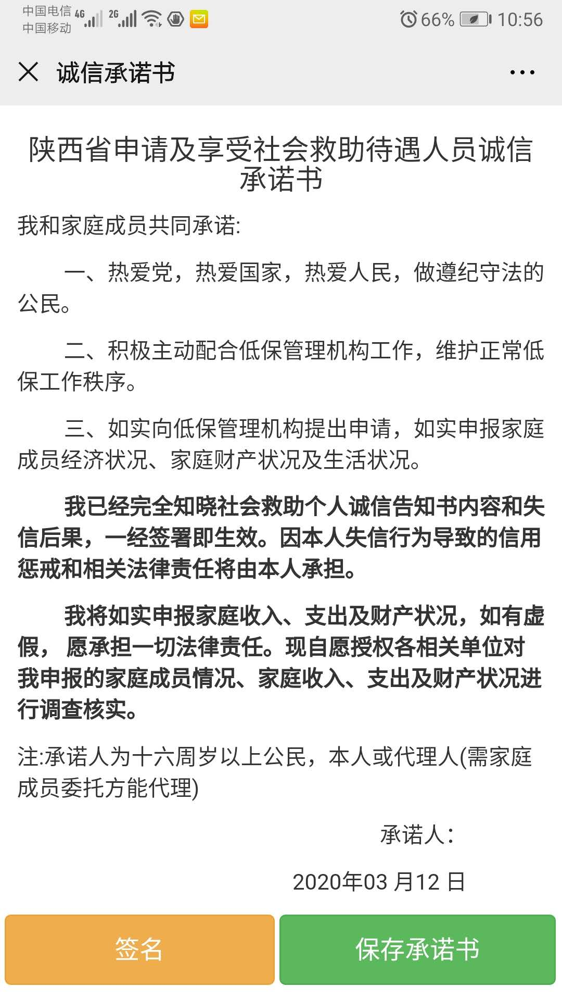 中国电信 4G 2G 66% 10:56
中国移动
诚信承诺书
陕西省申请及享受社会救助待遇人员诚信
承诺书
我和家庭成员共同承诺:
一、热爱党，热爱国家，热爱人民，做遵纪守法的
公民。
二、积极主动配合低保管理机构工作，维护正常低
保工作秩序。
三、如实向低保管理机构提出申请，如实申报家庭
成员经济状况、家庭财产状况及生活状况。
我已经完全知晓社会救助个人诚信告知书内容和失
信后果，一经签署即生效。因本人失信行为导致的信用
惩戒和相关法律责任将由本人承担。
我将如实申报家庭收入、支出及财产状况，如有虚
假， 愿承担一切法律责任。现自愿授权各相关单位对
我申报的家庭成员情况、家庭收入、支出及财产状况进
行调查核实。
注:承诺人为十六周岁以上公民，本人或代理人(需家庭
成员委托方能代理)
承诺人：
2020年03 月12 日
签名 保存承诺书